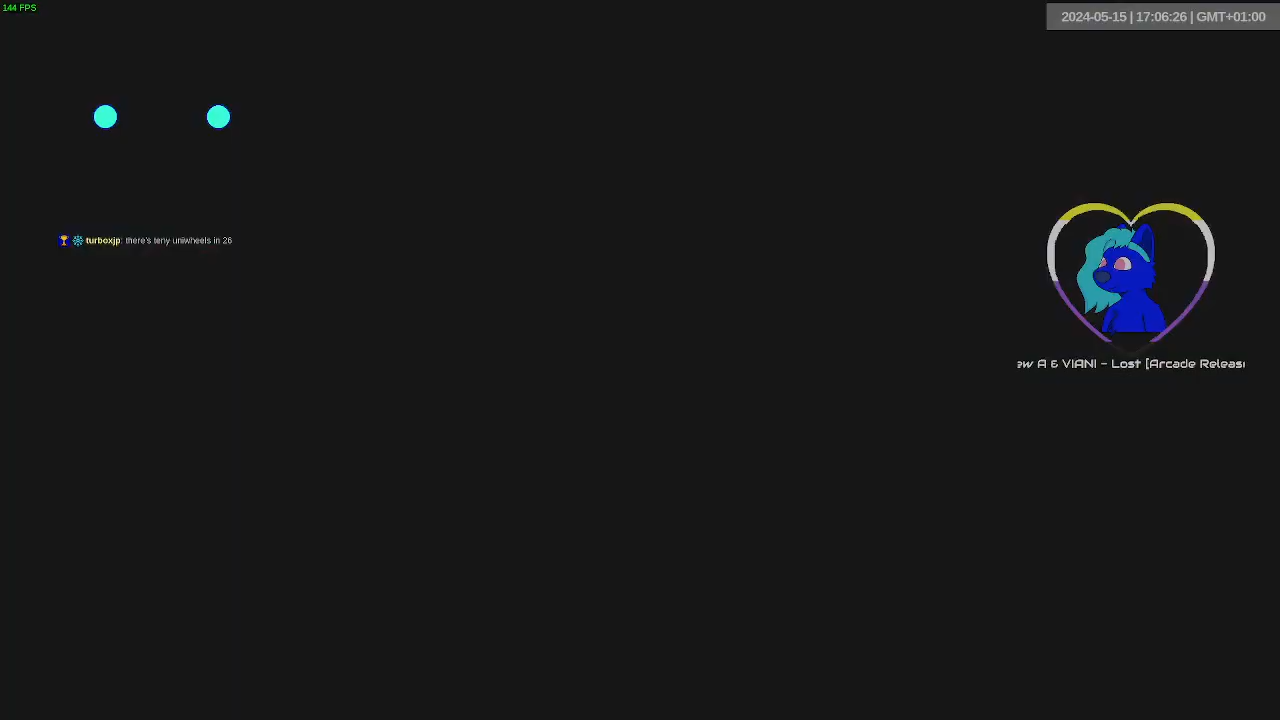 144 FPS
2024-05-15 | 17:06:26 | GMT+01:00
turboxjp: there's teny uniwheels in 26
ew A & VIANI - Lost [Arcade Releas